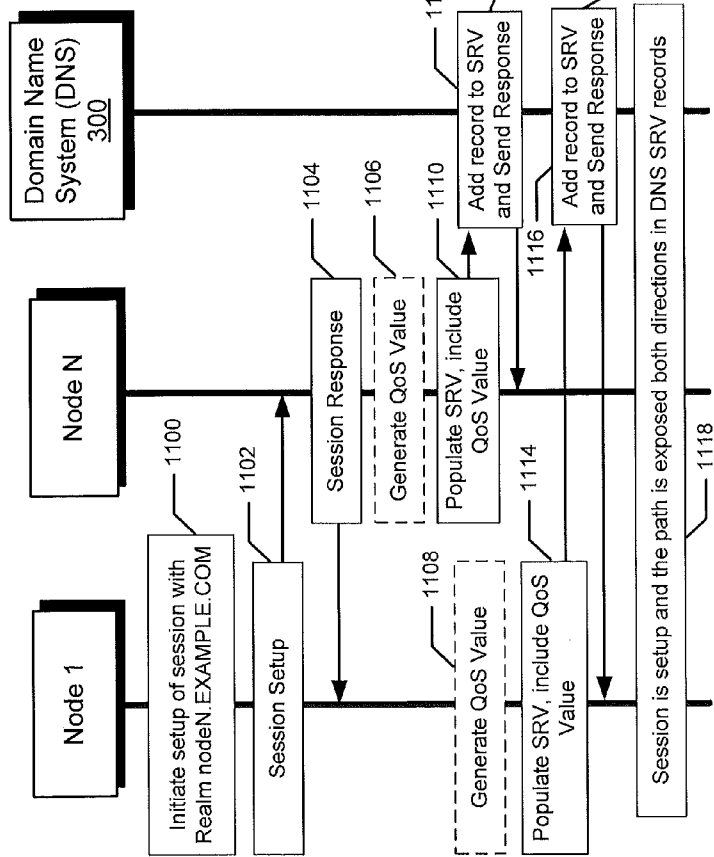 Node 1
Node N
Domain Name
System (DNS)
300
1100
Initiate setup of session with
Realm nodeN.EXAMPLE.COM
1102
Session Setup
1104
Session Response
1106
Generate QoS Value
1108
Generate QoS Value
1110
Populate SRV, include
QoS Value
Add record to SRV
and Send Response
1114
Populate SRV, include QoS
Value
1116
Add record to SRV
and Send Response
Session is setup and the path is exposed both directions in DNS SRV records
1118